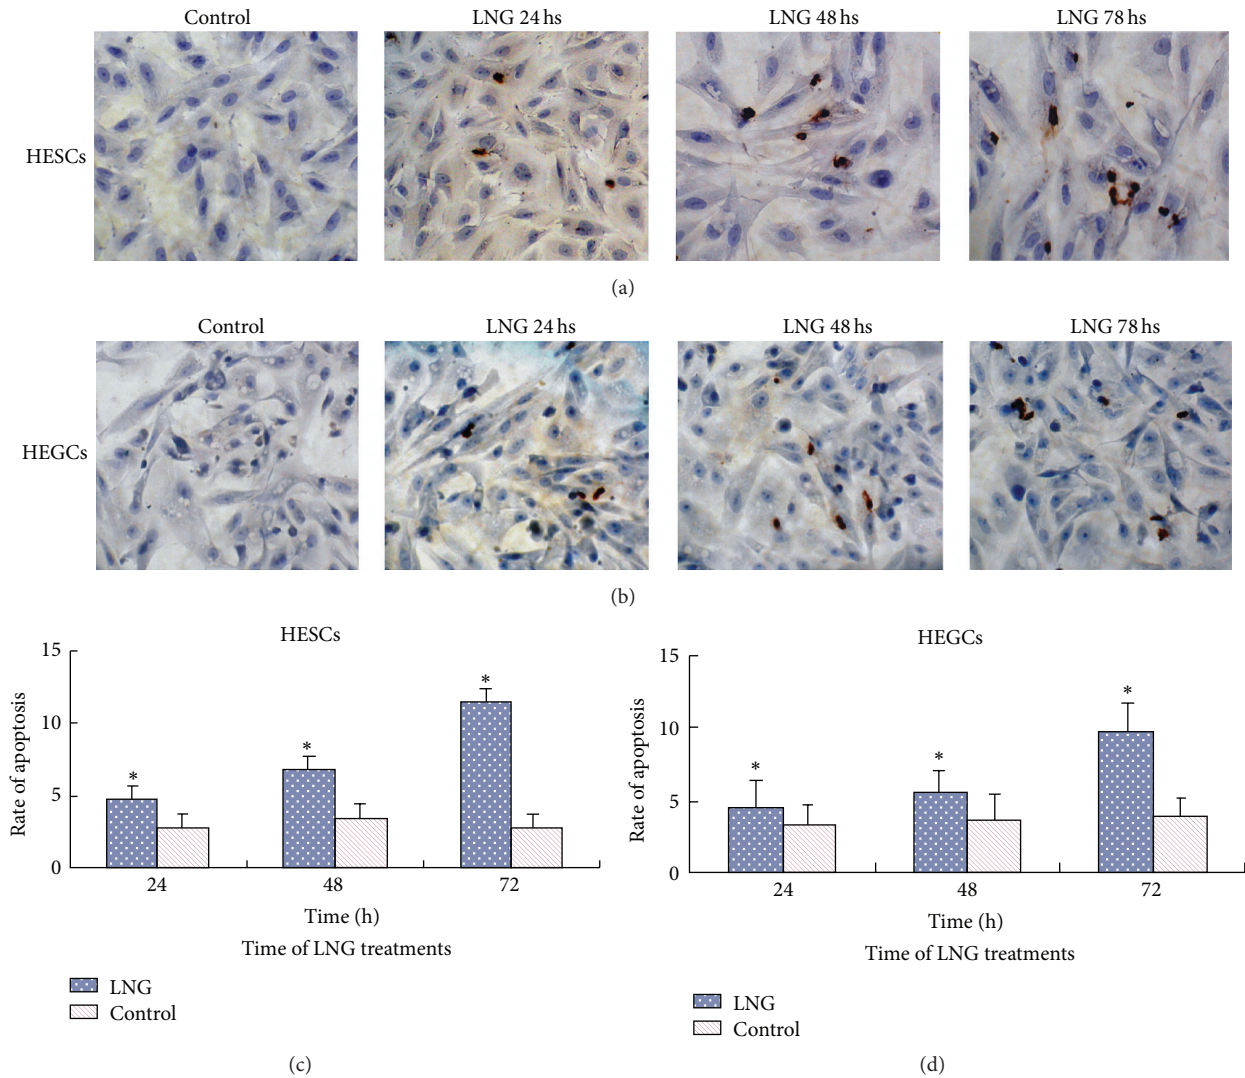 Control LNG 24 hs LNG 48 hs LNG 78 hs
HESCs
(a)
Control LNG 24 hs LNG 48 hs LNG 78 hs
HEGCs
(b)
HESCs
15
10
5
0
Rate of apoptosis
* * *
24 48 72
Time (h)
Time of LNG treatments
LNG
Control
(c)
HEGCs
15
10
5
0
Rate of apoptosis
* * *
24 48 72
Time (h)
Time of LNG treatments
LNG
Control
(d)